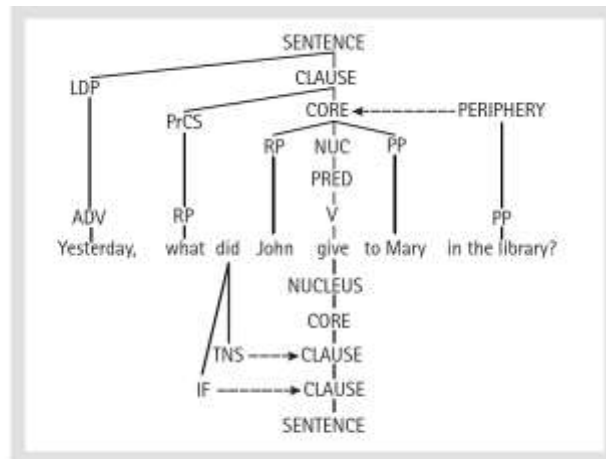 SENTENCE
LDP CLAUSE
PrCS CORE PERIPHERY
RP NUC PP
PRED
ADV RP V PP
Yesterday, what did John give to Mary in the library?
NUCLEUS
CORE
TNS CLAUSE
IF CLAUSE
SENTENCE